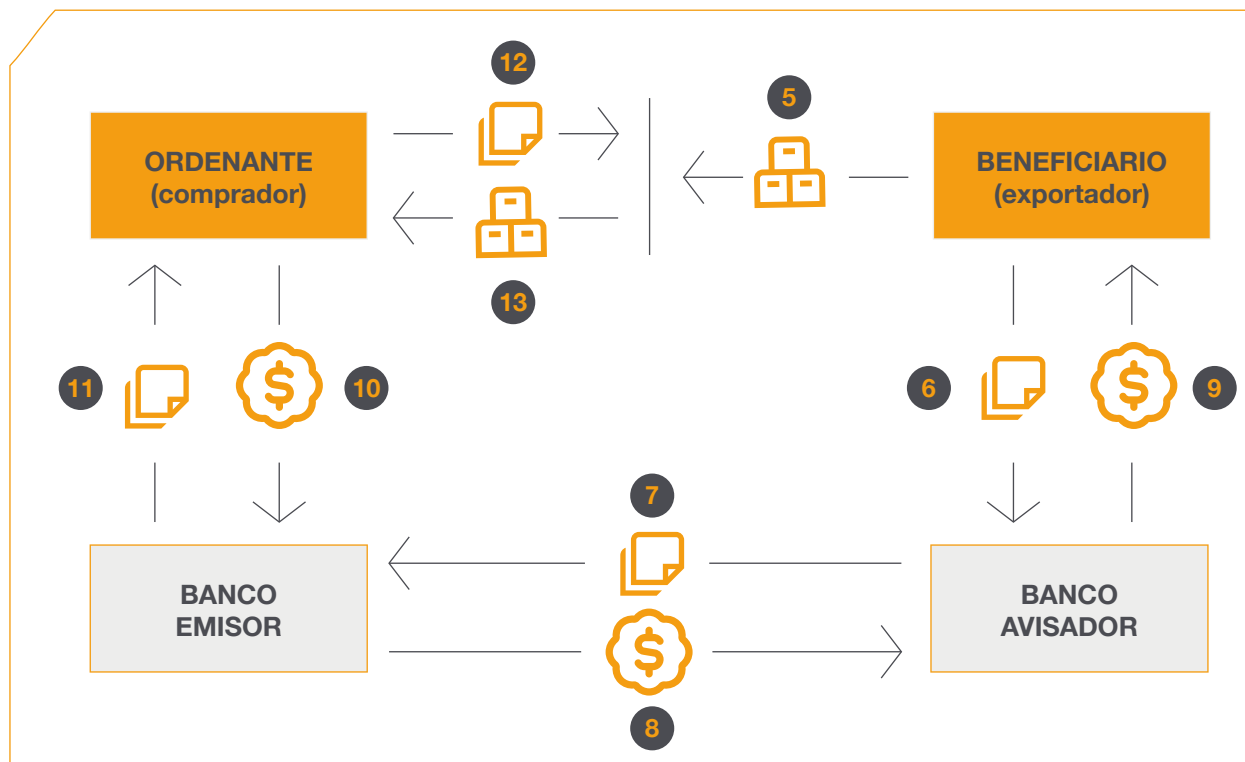 12
5
ORDENANTE
(comprador)
BENEFICIARIO
(exportador)
13
11
$
10
6
$
9
7
BANCO
EMISOR
$
BANCO
AVISADOR
8